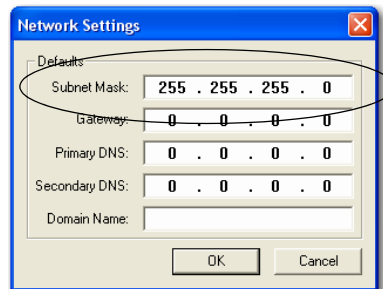 Network Settings
Defaults
Subnet Mask: 255 . 255 . 255 . 0
Gateway: 0 . 0 . 0 . 0
Primary DNS: 0 . 0 . 0 . 0
Secondary DNS: 0 . 0 . 0 . 0
Domain Name:
OK Cancel